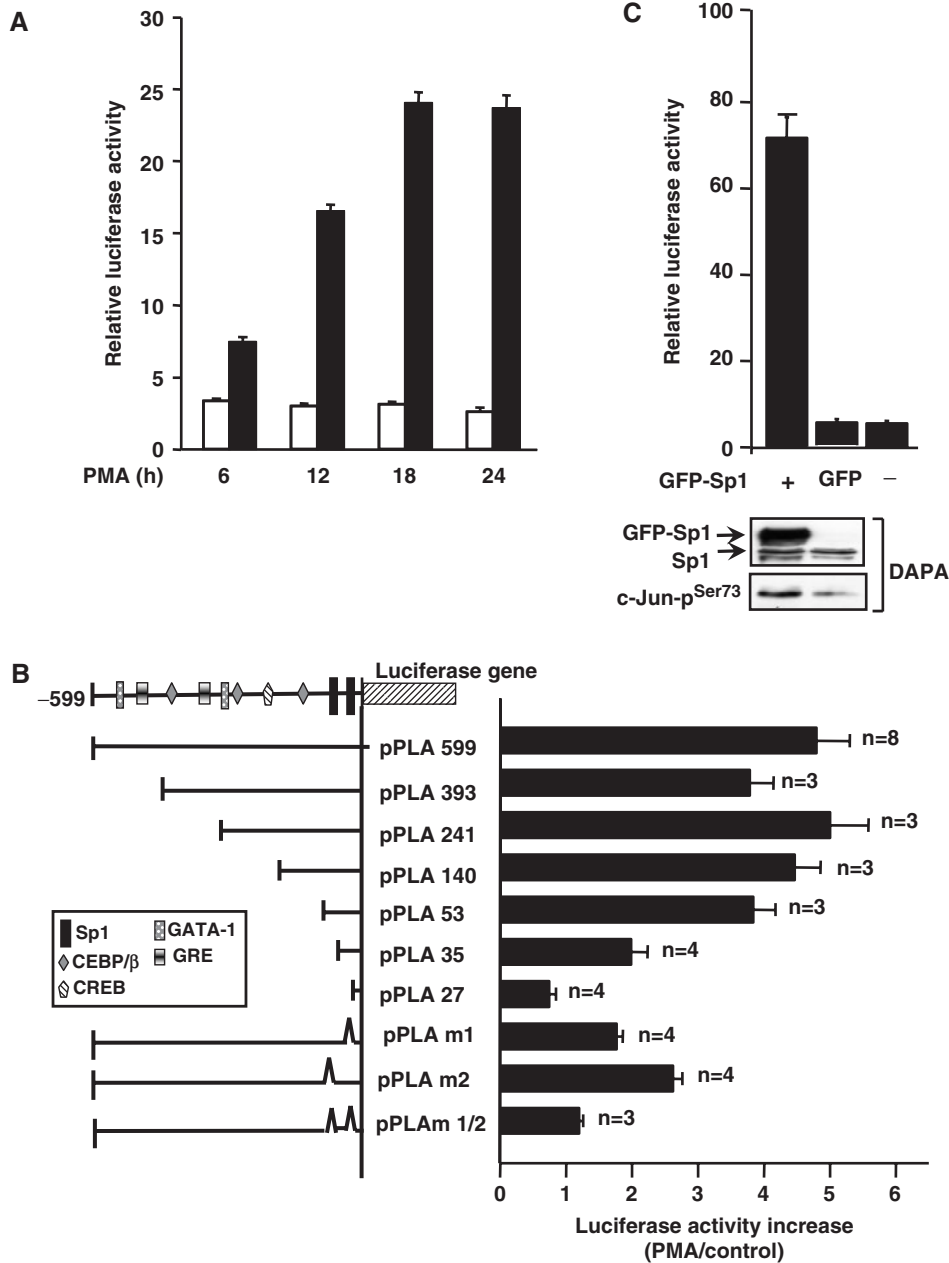 A
30
25
20
15
10
5
0
Relative luciferase activity
PMA (h)
6 12 18 24
C
100
80
60
40
20
0
Relative luciferase activity
GFP-Sp1 + GFP −
GFP-Sp1
Sp1
c-Jun-pSer73
DAPA
B
Luciferase gene
−599
pPLA 599
n=8
pPLA 393
n=3
pPLA 241
n=3
pPLA 140
n=3
pPLA 53
n=3
pPLA 35
n=4
pPLA 27
n=4
pPLA m1
n=4
pPLA m2
n=4
pPLAm 1/2
n=3
Sp1 GATA-1
CEBP/β GRE
CREB
0 1 2 3 4 5 6
Luciferase activity increase
(PMA/control)